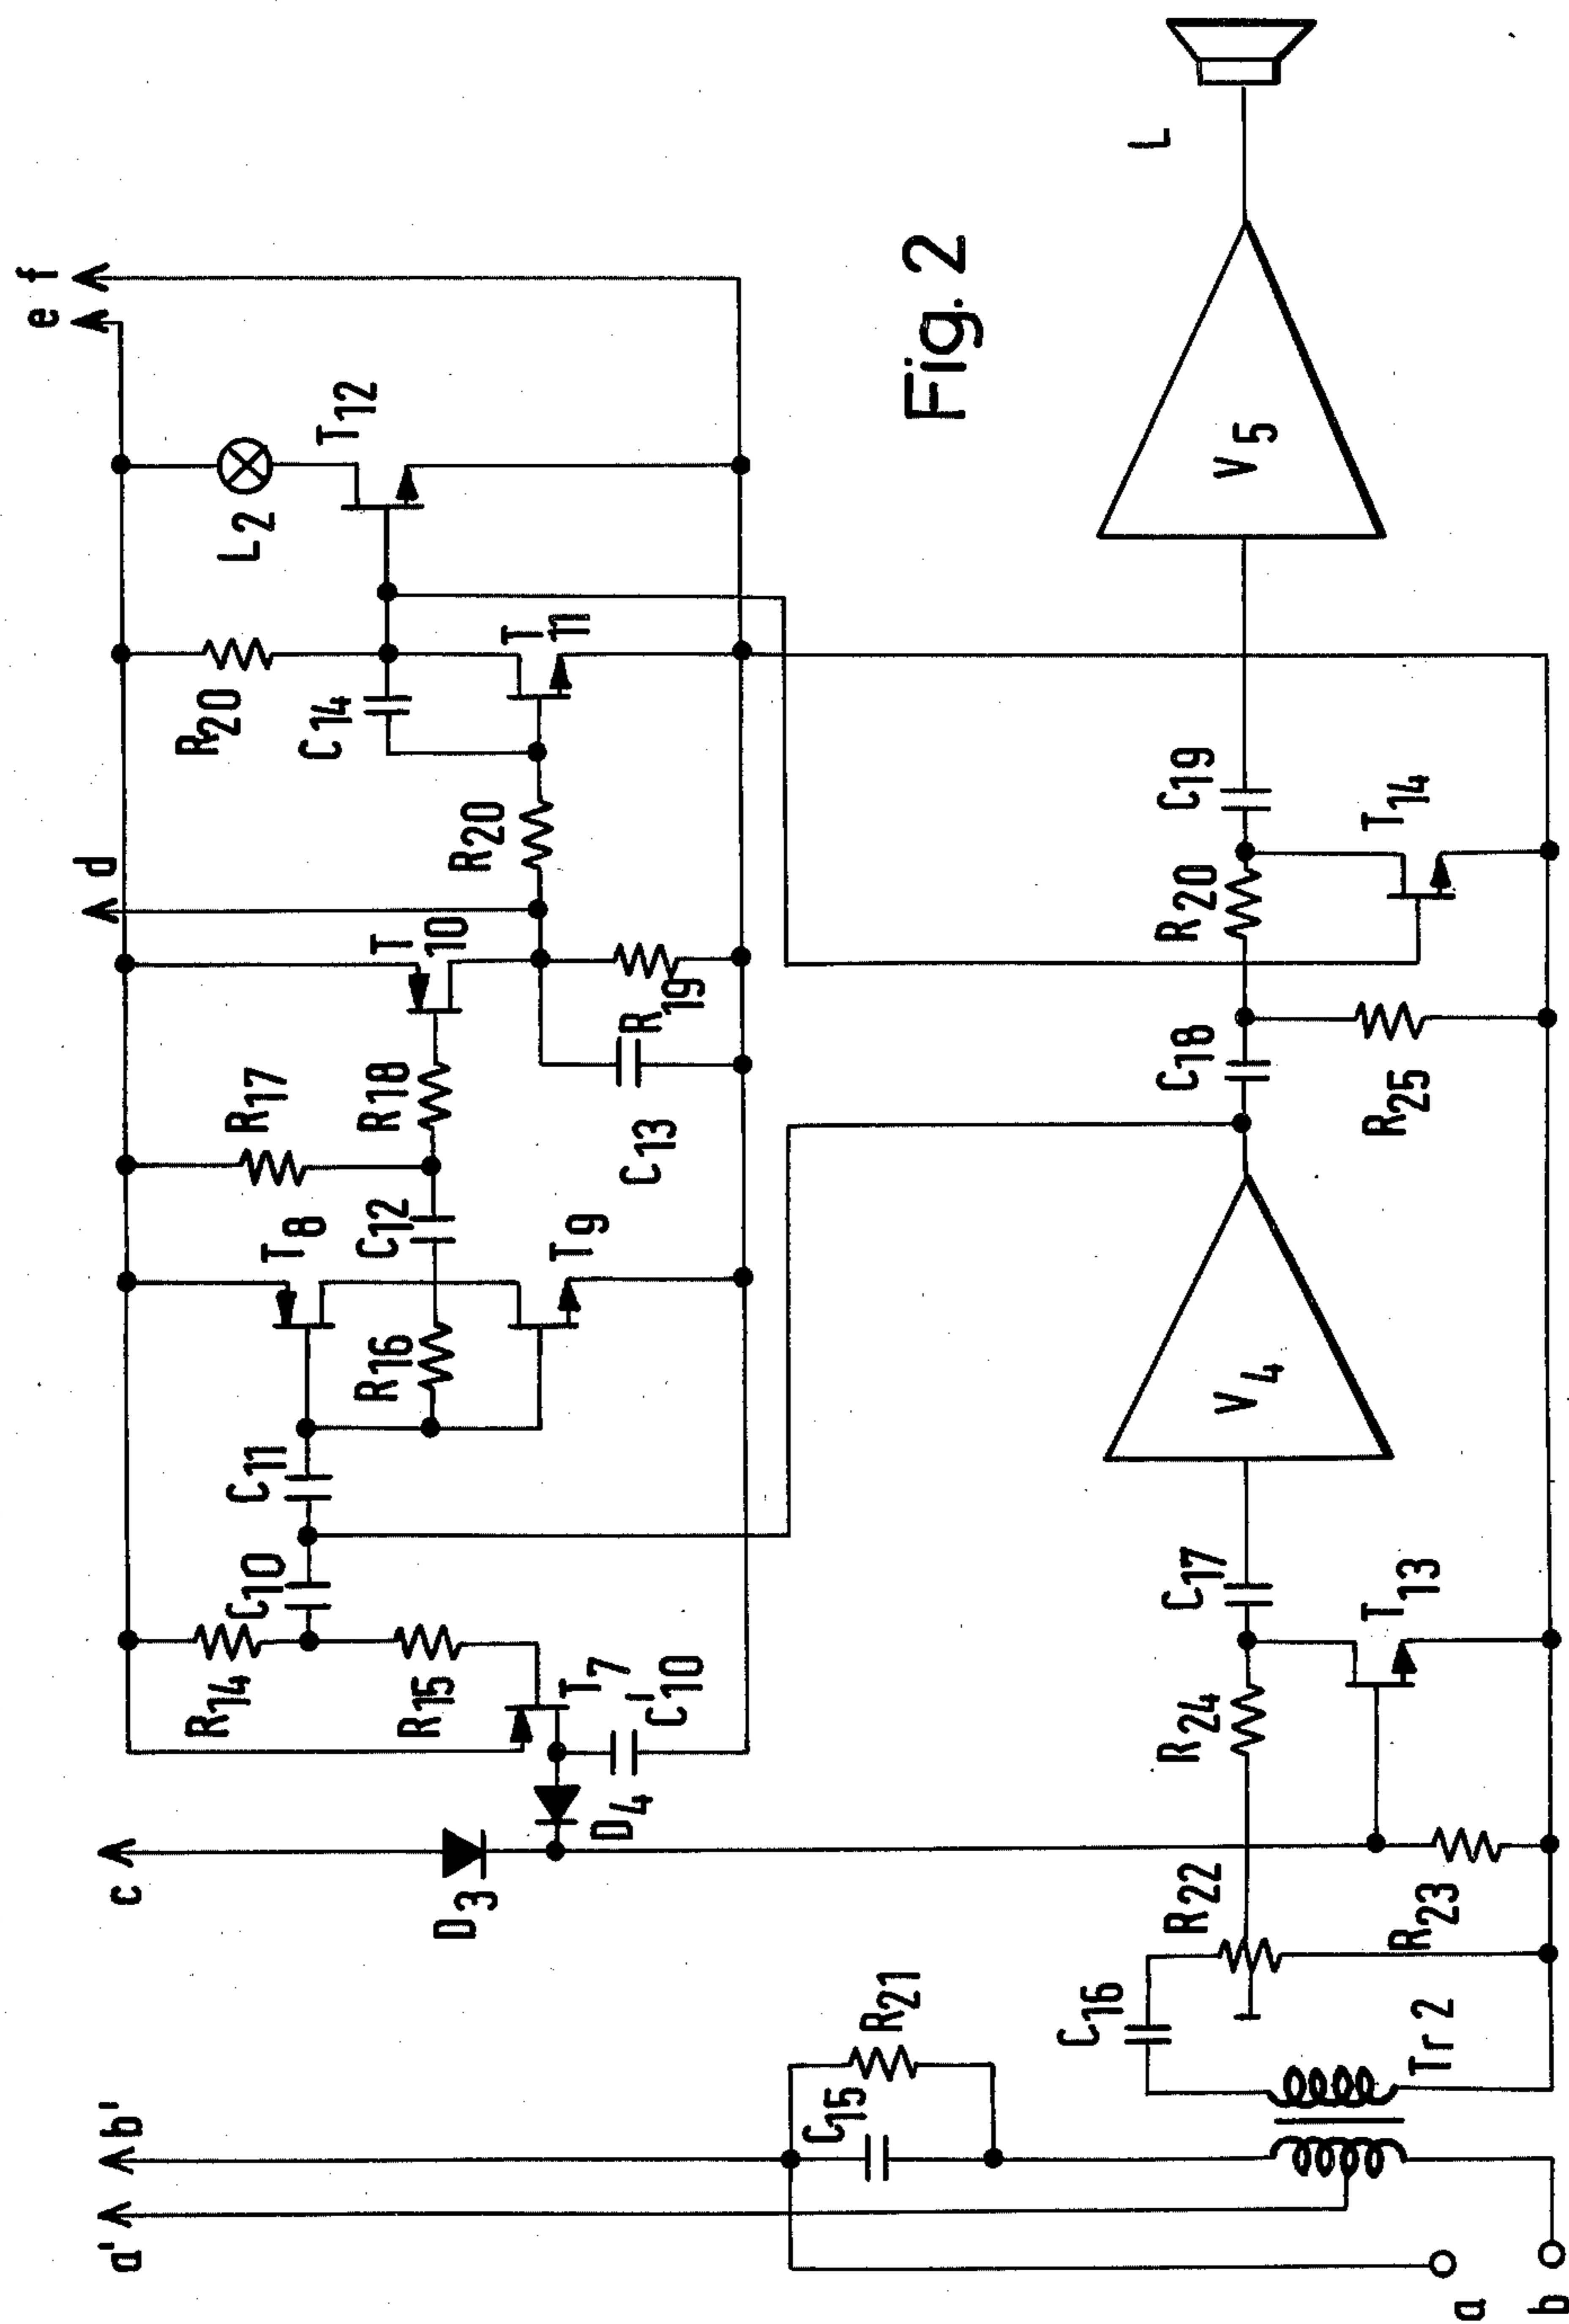 e f
d
c
a' b'
L2
T12
R20
C14
T11
R20
T10
R19
C13
R18
R17
C12
T8
T9
R16
C11
C10
R14
R15
T7
C'10
D4
D3
Fig. 2
L
V5
C19
T14
R20
C18
R25
V4
C17
T13
R24
R22
R23
C16
R21
C15
Tr 2
a
b